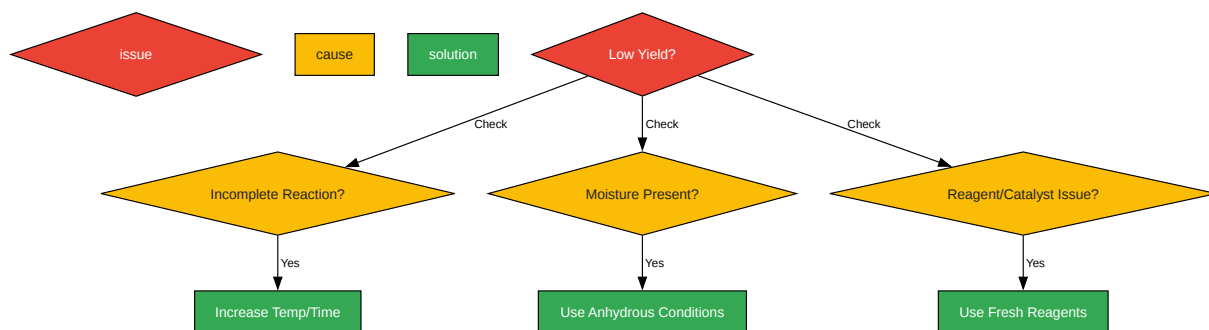 issue
cause
solution
Low Yield?
Check
Check
Check
Incomplete Reaction?
Moisture Present?
Reagent/Catalyst Issue?
Yes
Yes
Yes
Increase Temp/Time
Use Anhydrous Conditions
Use Fresh Reagents